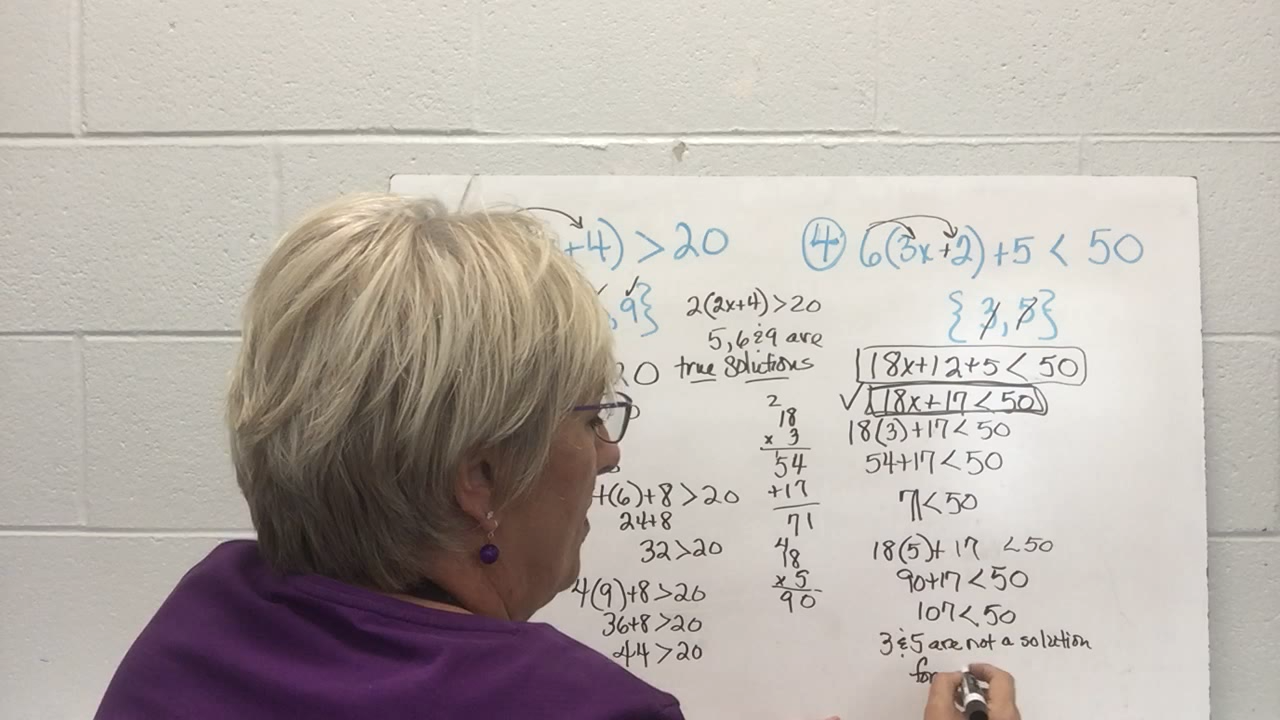 +4) > 20
,9}
2(2x+4) > 20
5, 6 & 9 are
true solutions
20
(6)+8 > 20
24+8
32 > 20
4(9)+8 > 20
36+8 > 20
44 > 20
2
18
x 3
54
+17
71
4
18
x 5
90
④ 6(3x+2)+5 < 50
{3, 5}
18x+12+5 < 50
√ 18x+17 < 50
18(3)+17 < 50
54+17 < 50
71 < 50
18(5)+17 < 50
90+17 < 50
107 < 50
3 & 5 are not a solution
for